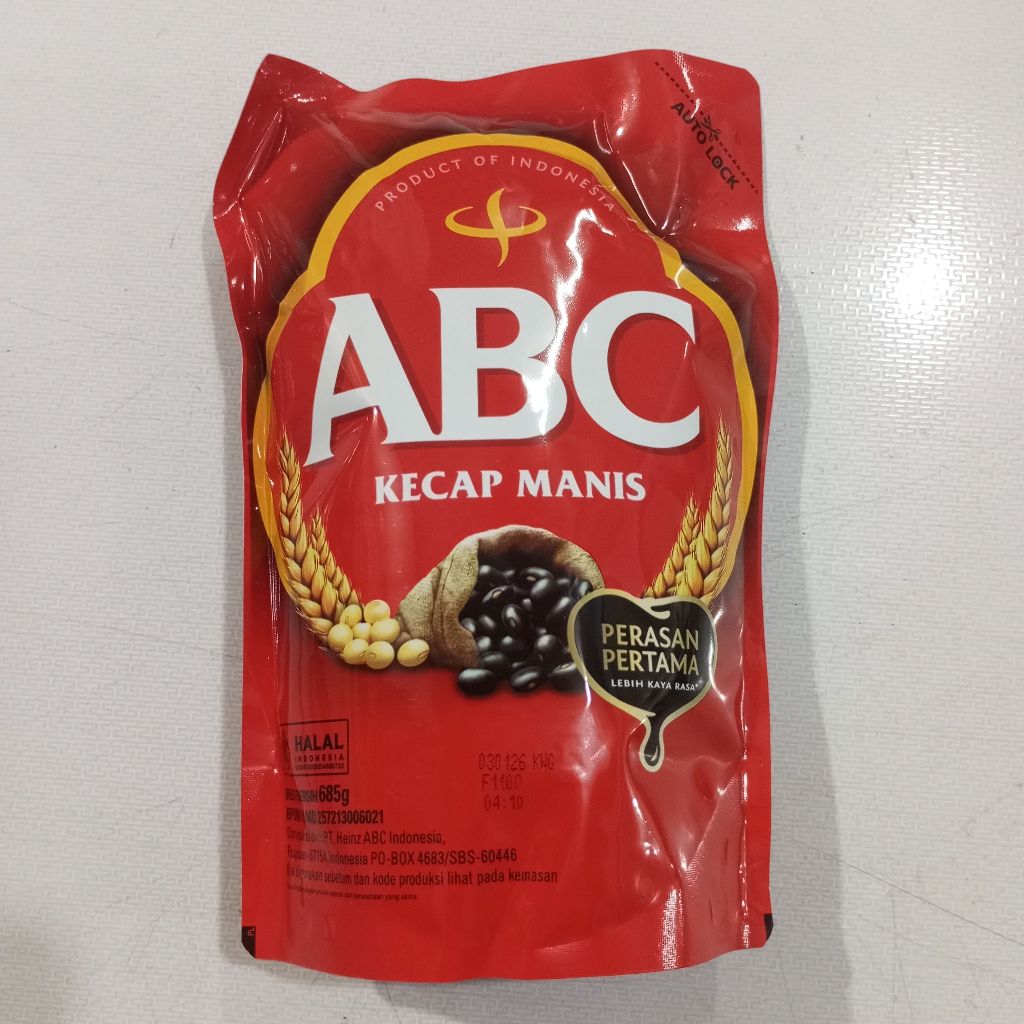 AUTO LOCK
PRODUCT OF INDONESIA
ABC
KECAP MANIS
PERASAN
PERTAMA
LEBIH KAYA RASA*
HALAL
INDONESIA
030126 KWG
04:10
685g
257213006021
PT. Heinz ABC Indonesia,
Indonesia PO-BOX 4683/SBS-60446
sebelum dan kode produksi lihat pada kemasan